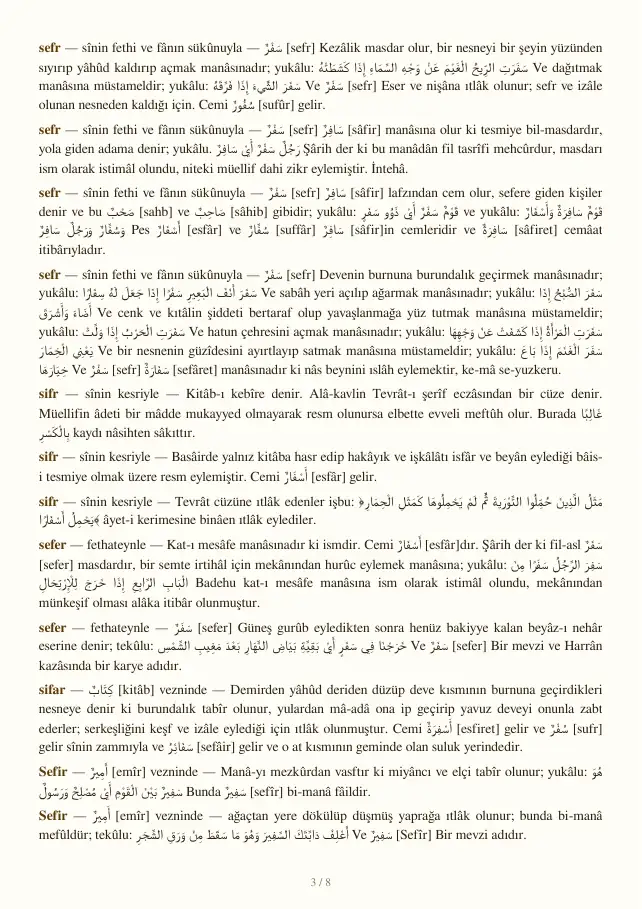 sefr — sînin fethi ve fânın sükûnuyla — سَفَرٌ [sefr] Kezâlik masdar olur, bir nesneyi bir şeyin yüzünden
sıyırıp yâhûd kaldırıp açmak manâsınadır; yukâlu: سَفَرَتِ الرِّيحُ الْغَيْمَ عَنْ وَجْهِ السَّمَاءِ إِذَا كَشَطَتْهُ Ve dağıtmak
manâsına müstameldir; yukâlu: سَفَرَ الشَّيْءَ إِذَا فَرَّقَهُ Ve سَفْرٌ [sefr] Eser ve nişâna ıtlâk olunur; sefr ve izâle
olunan nesneden kaldığı için. Cemi سُفُورٌ [sufûr] gelir.
sefr — sînin fethi ve fânın sükûnuyla — سَفْرٌ [sefr] سَافِرٌ [sâfir] manâsına olur ki tesmiye bil-masdardır,
yola giden adama denir; yukâlu. رَجُلٌ سَفْرٌ أَيْ سَافِرٌ Şârih der ki bu manâdân fil tasrîfi mehcûrdur, masdarı
ism olarak istimâl olundu, niteki müellif dahi zikr eylemiştir. İntehâ.
sefr — sînin fethi ve fânın sükûnuyla — سَفْرٌ [sefr] سَافِرٌ [sâfir] lafzından cem olur, sefere giden kişiler
denir ve bu صَحْبٌ [sahb] ve صَاحِبٌ [sâhib] gibidir; yukâlu: قَوْمٌ سَفْرٌ أَيْ ذَوُو سَفَرٍ ve yukâlu: قَوْمٌ سَافِرَةٌ وَأَسْفَارٌ
وَسُفَّارٌ وَرَجُلٌ سَافِرٌ Pes أَسْفَارٌ [esfâr] ve سُفَّارٌ [suffâr] سَافِرٌ [sâfir]in cemleridir ve سَافِرَةٌ [sâfiret] cemâat
itibârıyladır.
sefr — sînin fethi ve fânın sükûnuyla — سَفْرٌ [sefr] Devenin burnuna burundalık geçirmek manâsınadır;
yukâlu: سَفَرَ أَنْفَ الْبَعِيرِ سَفْرًا إِذَا جَعَلَ لَهُ سِفَارًا Ve sabâh yeri açılıp ağarmak manâsınadır; yukâlu: سَفَرَ الصُّبْحُ إِذَا
أَضَاءَ وَأَشْرَقَ Ve cenk ve kıtâlin şiddeti bertaraf olup yavaşlanmağa yüz tutmak manâsına müstameldir;
yukâlu: سَفَرَتِ الْحَرْبُ إِذَا وَلَّتْ Ve hatun çehresini açmak manâsınadır; yukâlu: سَفَرَتِ الْمَرْأَةُ إِذَا كَشَفَتْ عَنْ وَجْهِهَا
يَعْنِي الْخِمَارَ Ve bir nesnenin güzîdesini ayırtlayıp satmak manâsına müstameldir; yukâlu: سَفَرَ الْغَنَمَ إِذَا بَاعَ
خِيَارَهَا Ve سَفْرٌ [sefr] سَفَارَةٌ [sefâret] manâsınadır ki nâs beynini ıslâh eylemektir, ke-mâ se-yuzkeru.
sifr — sînin kesriyle — Kitâb-ı kebîre denir. Alâ-kavlin Tevrât-ı şerîf eczâsından bir cüze denir.
Müellifin âdeti bir mâdde mukayyed olmayarak resm olunursa elbette evveli meftûh olur. Burada غَالِبًا
بِالْكَسْرِ kaydı nâsihten sâkıttır.
sifr — sînin kesriyle — Basâirde yalnız kitâba hasr edip hakâyık ve işkâlâtı isfâr ve beyân eylediği bâis-
i tesmiye olmak üzere resm eylemiştir. Cemi أَسْفَارٌ [esfâr] gelir.
sifr — sînin kesriyle — Tevrât cüzüne ıtlâk edenler işbu: ﴿مَثَلُ الَّذِينَ حُمِّلُوا التَّوْرَيةَ ثُمَّ لَمْ يَحْمِلُوهَا كَمَثَلِ الْحِمَارِ
يَحْمِلُ أَسْفَارًا﴾ âyet-i kerimesine binâen ıtlâk eylediler.
sefer — fethateynle — Kat-ı mesâfe manâsınadır ki ismdir. Cemi أَسْفَارٌ [esfâr]dır. Şârih der ki fil-asl سَفَرٌ
[sefer] masdardır, bir semte irtihâl için mekânından hurûc eylemek manâsına; yukâlu: سَفِرَ الرَّجُلُ سَفَرًا مِنَ
الْبَابِ الرَّابِعِ إِذَا خَرَجَ لِلْإِرْتِحَالِ Badehu kat-ı mesâfe manâsına ism olarak istimâl olundu, mekânından
münkeşif olması alâka itibâr olunmuştur.
sefer — fethateynle — سَفَرٌ [sefer] Güneş gurûb eyledikten sonra henüz bakiyye kalan beyâz-ı nehâr
eserine denir; tekûlu: خَرَجْنَا فِي سَفَرٍ أَيْ بَقِيَّةِ بَيَاضِ النَّهَارِ بَعْدَ مَغِيبِ الشَّمْسِ Ve سَفَرٌ [sefer] Bir mevzi ve Harrân
kazâsında bir karye adıdır.
sifar — كِتَابٌ [kitâb] vezninde — Demirden yâhûd deriden düzüp deve kısmının burnuna geçirdikleri
nesneye denir ki burundalık tabîr olunur, yulardan mâ-adâ ona ip geçirip yavuz deveyi onunla zabt
ederler; serkeşliğini keşf ve izâle eylediği için ıtlâk olunmuştur. Cemi أَسْفِرَةٌ [esfiret] gelir ve سُفْرٌ [sufr]
gelir sînin zammıyla ve سَفَائِرُ [sefâir] gelir ve o at kısmının geminde olan suluk yerindedir.
Sefir — أَمِيرٌ [emîr] vezninde — Manâ-yı mezkûrdan vasftır ki miyâncı ve elçi tabîr olunur; yukâlu: هُوَ
سَفِيرٌ بَيْنَ الْقَوْمِ أَيْ مُصْلِحٌ وَرَسُولٌ Bunda سَفِيرٌ [sefîr] bi-manâ fâildir.
Sefir — أَمِيرٌ [emîr] vezninde — ağaçtan yere dökülüp düşmüş yaprağa ıtlâk olunur; bunda bi-manâ
mefûldür; tekûlu: أَعْلِفْ دَابَّتَكَ السَّفِيرَ وَهُوَ مَا سَقَطَ مِنْ وَرَقِ الشَّجَرِ Ve سَفِيرٌ [Sefîr] Bir mevzi adıdır.
3 / 8